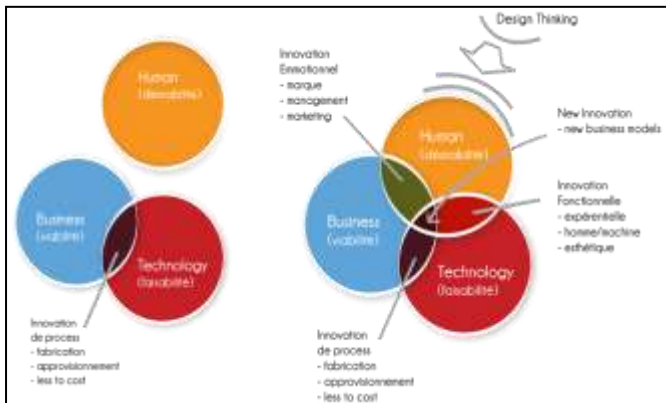 Human
(désirabilité)
Business
(viabilité)
Technology
(faisabilité)
Innovation
de process
- fabrication
- approvisionnement
- less to cost
Design Thinking
Innovation
Emmotionnel
- marque
- management
- marketing
Human
(désirabilité)
New Innovation
- new business models
Business
(viabilité)
Innovation
Fonctionnelle
- expérentielle
- homme/machine
- esthétique
Technology
(faisabilité)
Innovation
de process
- fabrication
- approvisionnement
- less to cost